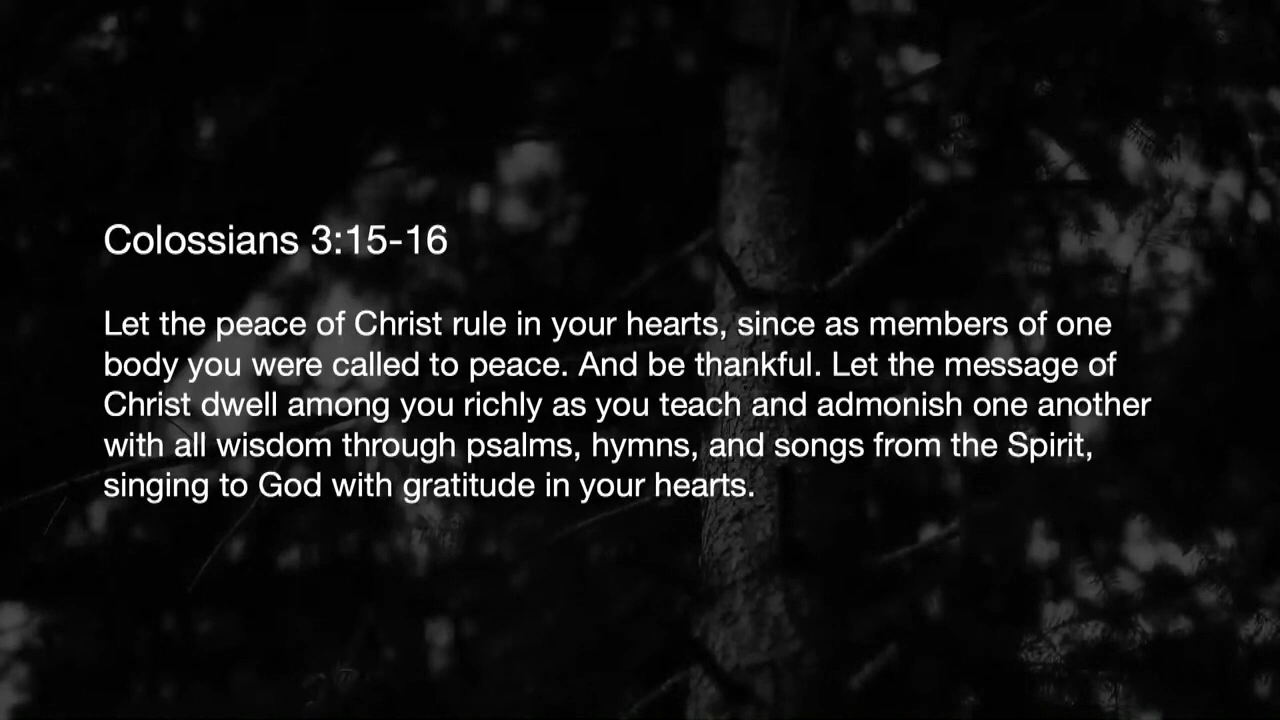 Colossians 3:15-16
Let the peace of Christ rule in your hearts, since as members of one
body you were called to peace. And be thankful. Let the message of
Christ dwell among you richly as you teach and admonish one another
with all wisdom through psalms, hymns, and songs from the Spirit,
singing to God with gratitude in your hearts.